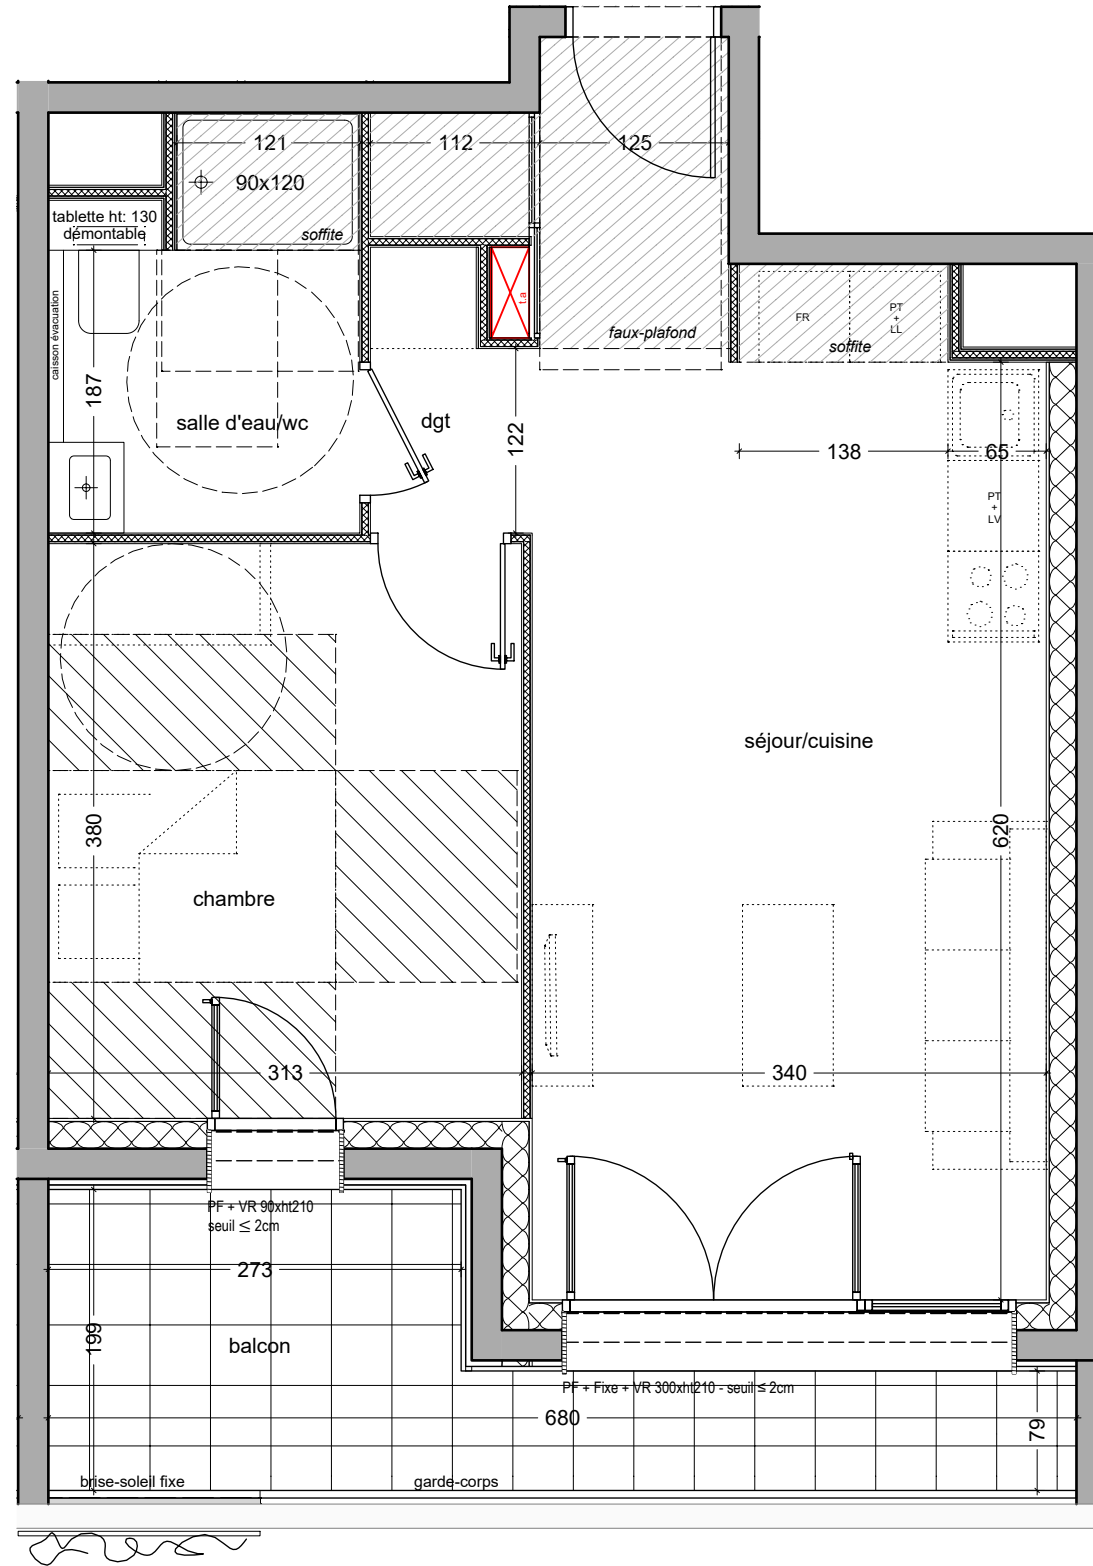 121
112
125
90x120
tablette ht: 130
démontable
soffite
caisson évacuation
t.a
faux-plafond
FR
PT
+
LL
soffite
187
salle d'eau/wc
dgt
122
138
65
PT
+
LV
séjour/cuisine
380
620
chambre
313
340
PF + VR 90xht210
seuil ≤ 2cm
273
199
balcon
PF + Fixe + VR 300xht210 - seuil ≤ 2cm
680
79
brise-soleil fixe
garde-corps